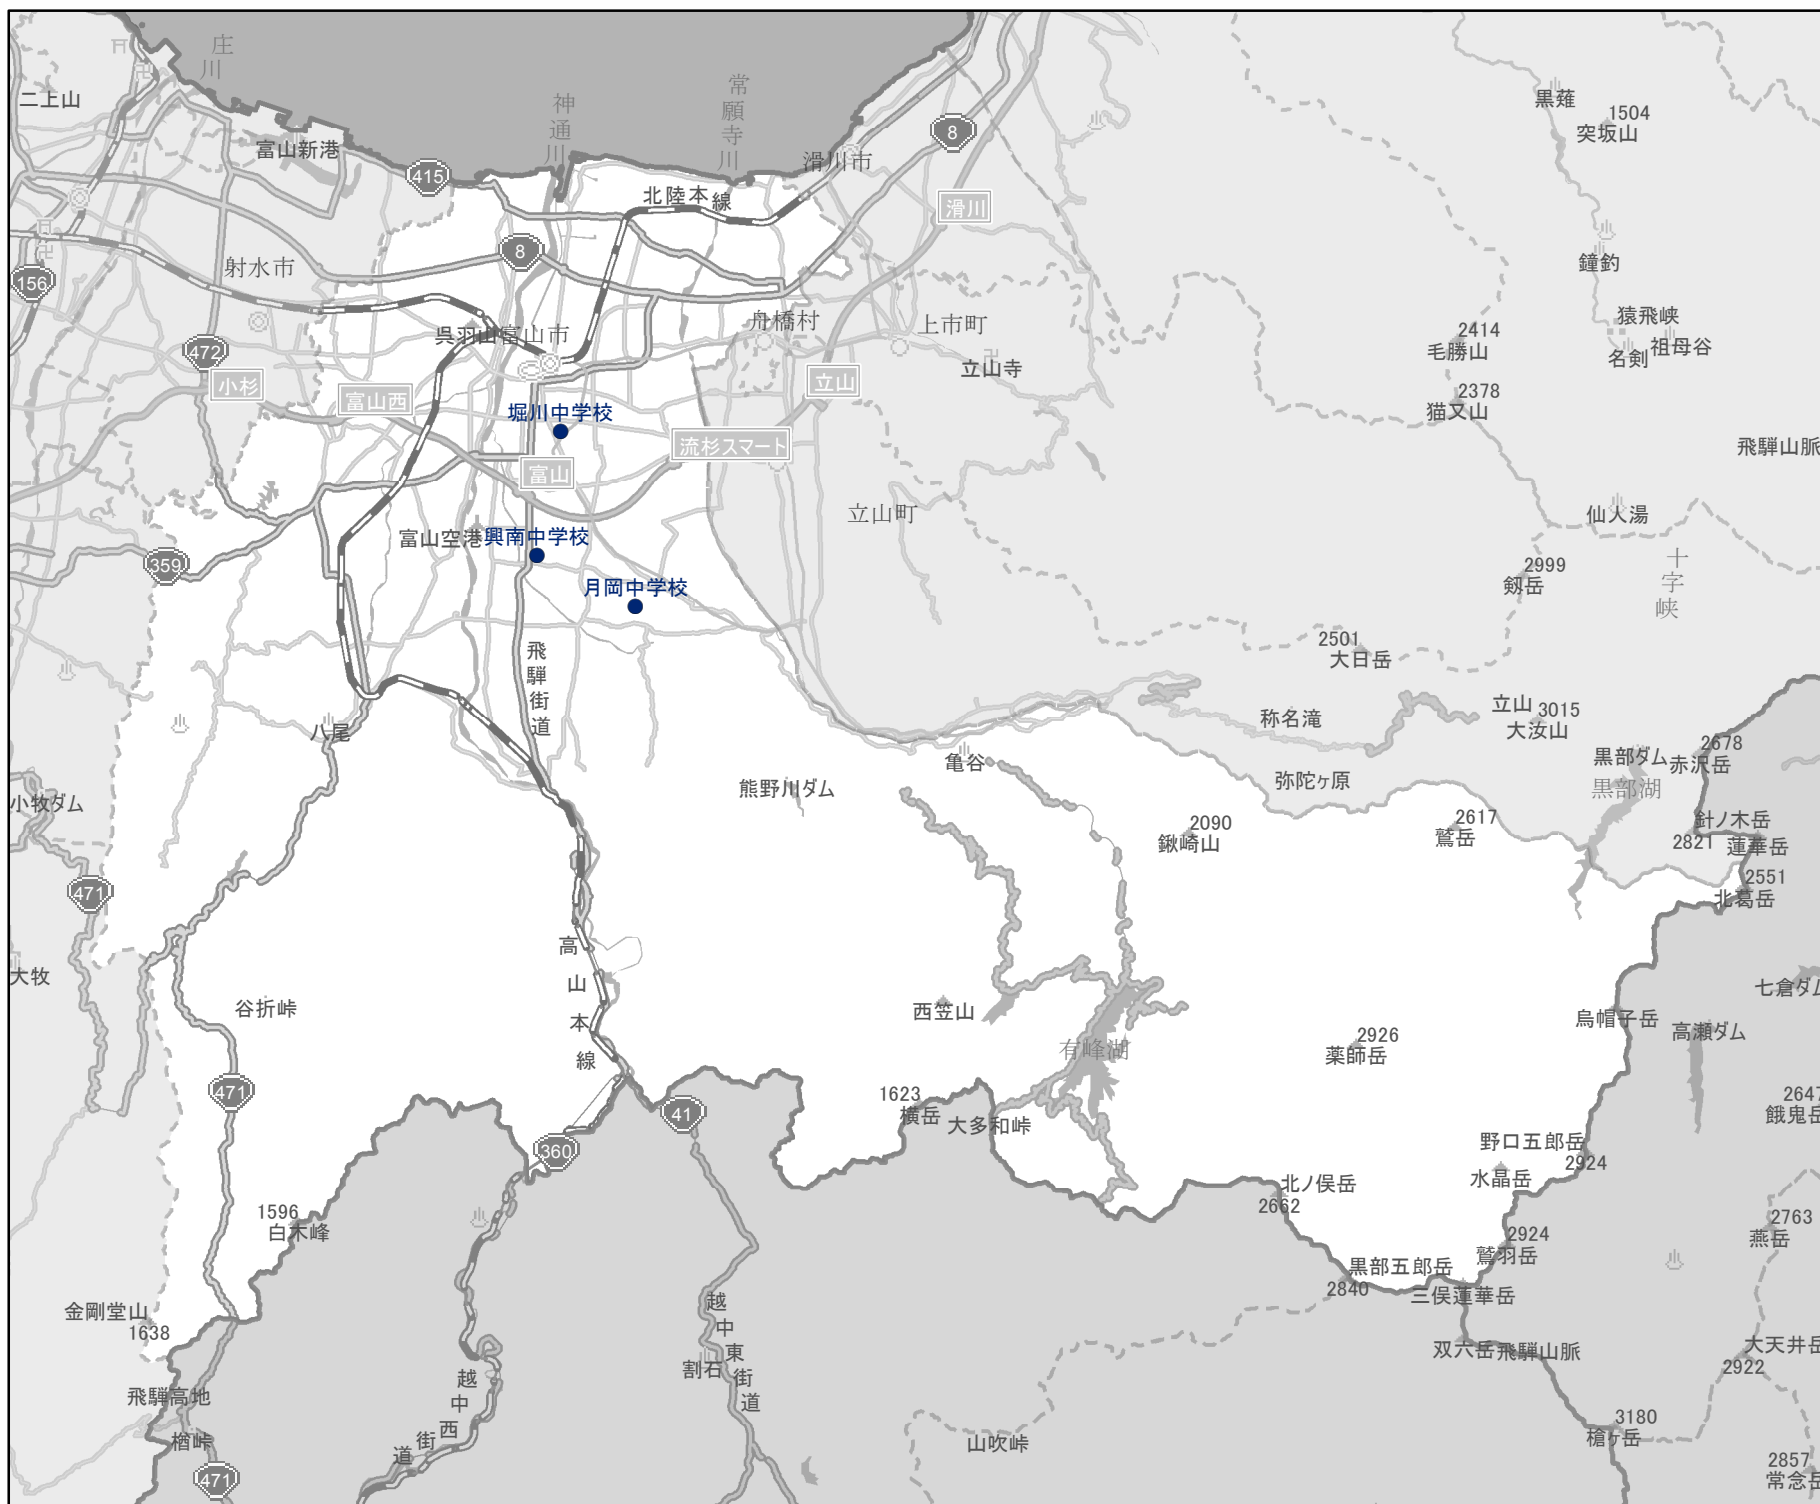 庄川
神通川
常願寺川
二上山
富山新港
415
北陸本線
滑川市
8
滑川
黒薙
1504
突坂山
8
射水市
156
鐘釣
472
呉羽山
富山市
舟橋村
上市町
立山寺
猿飛峡
祖母谷
名剣
2414
毛勝山
2378
猫又山
小杉
富山西
立山
堀川中学校
流杉スマート
富山
飛騨山脈
立山町
仙人湯
富山空港
興南中学校
359
月岡中学校
2999
剱岳
十字峡
2501
大日岳
飛騨街道
称名滝
立山
3015
大汝山
八尾
亀谷
弥陀ヶ原
黒部ダム
黒部湖
2678
赤沢岳
小牧ダム
熊野川ダム
2090
鍬崎山
2617
鷲岳
針ノ木岳
2821
蓮華岳
2551
北葛岳
471
高山本線
大牧
谷折峠
西笠山
有峰湖
2926
薬師岳
烏帽子岳
七倉ダム
高瀬ダム
471
1623
横岳
大多和峠
41
360
2647
餓鬼岳
野口五郎岳
2924
水晶岳
北ノ俣岳
2662
1596
白木峰
2763
燕岳
2924
鷲羽岳
黒部五郎岳
2840
三俣蓮華岳
金剛堂山
1638
越中東街道
割石
双六岳
飛騨山脈
大天井岳
2922
飛騨高地
越中西街道
楢峠
471
山吹峠
3180
槍ヶ岳
2857
常念岳